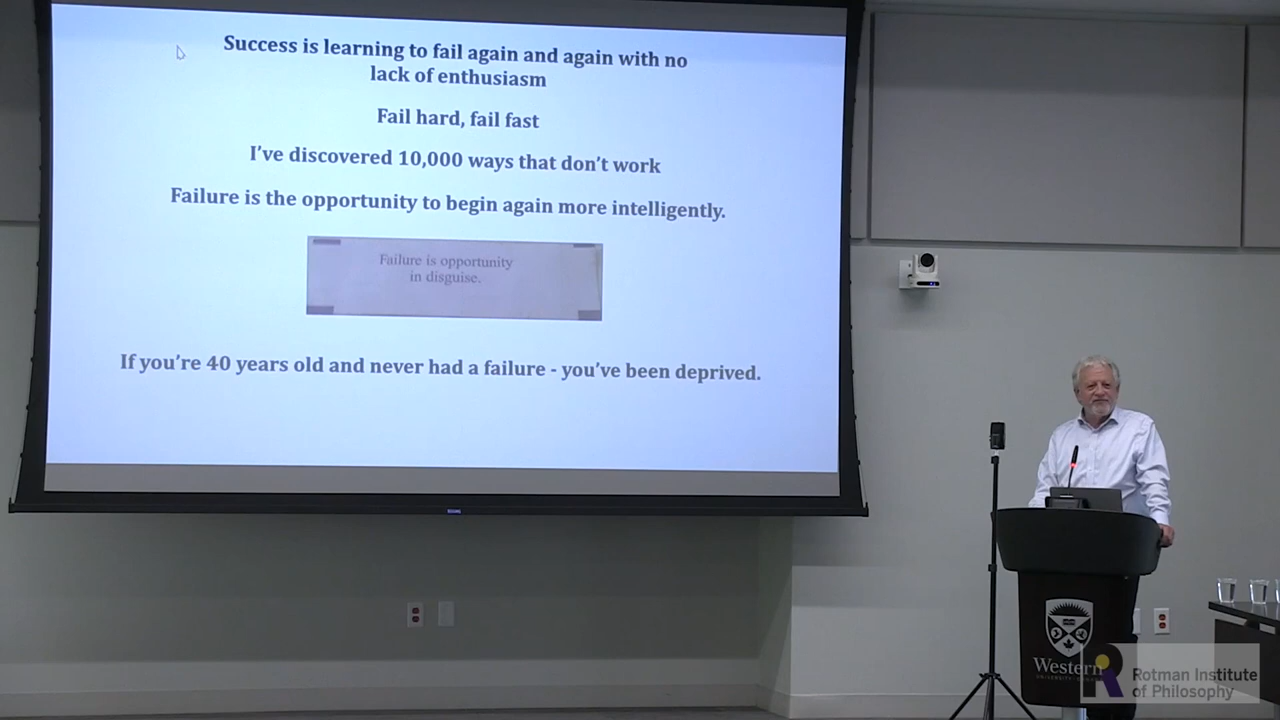 Success is learning to fail again and again with no
lack of enthusiasm
Fail hard, fail fast
I've discovered 10,000 ways that don't work
Failure is the opportunity to begin again more intelligently.
Failure is opportunity
in disguise.
If you're 40 years old and never had a failure - you've been deprived.
Western
Rotman Institute
of Philosophy